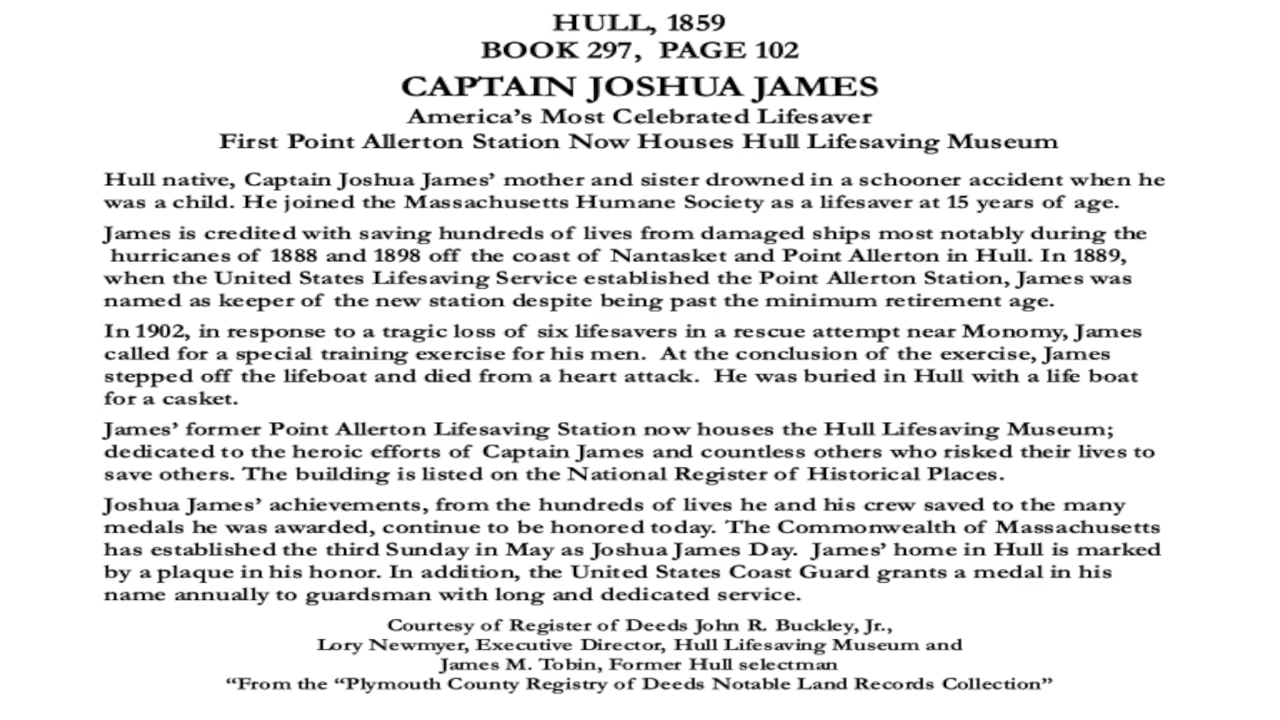 HULL, 1859
BOOK 297, PAGE 102
CAPTAIN JOSHUA JAMES
America's Most Celebrated Lifesaver
First Point Allerton Station Now Houses Hull Lifesaving Museum
Hull native, Captain Joshua James' mother and sister drowned in a schooner accident when he
was a child. He joined the Massachusetts Humane Society as a lifesaver at 15 years of age.
James is credited with saving hundreds of lives from damaged ships most notably during the
hurricanes of 1888 and 1898 off the coast of Nantasket and Point Allerton in Hull. In 1889,
when the United States Lifesaving Service established the Point Allerton Station, James was
named as keeper of the new station despite being past the minimum retirement age.
In 1902, in response to a tragic loss of six lifesavers in a rescue attempt near Monomy, James
called for a special training exercise for his men. At the conclusion of the exercise, James
stepped off the lifeboat and died from a heart attack. He was buried in Hull with a life boat
for a casket.
James' former Point Allerton Lifesaving Station now houses the Hull Lifesaving Museum;
dedicated to the heroic efforts of Captain James and countless others who risked their lives to
save others. The building is listed on the National Register of Historical Places.
Joshua James' achievements, from the hundreds of lives he and his crew saved to the many
medals he was awarded, continue to be honored today. The Commonwealth of Massachusetts
has established the third Sunday in May as Joshua James Day. James' home in Hull is marked
by a plaque in his honor. In addition, the United States Coast Guard grants a medal in his
name annually to guardsman with long and dedicated service.
Courtesy of Register of Deeds John R. Buckley, Jr.,
Lory Newmyer, Executive Director, Hull Lifesaving Museum and
James M. Tobin, Former Hull selectman
“From the “Plymouth County Registry of Deeds Notable Land Records Collection”